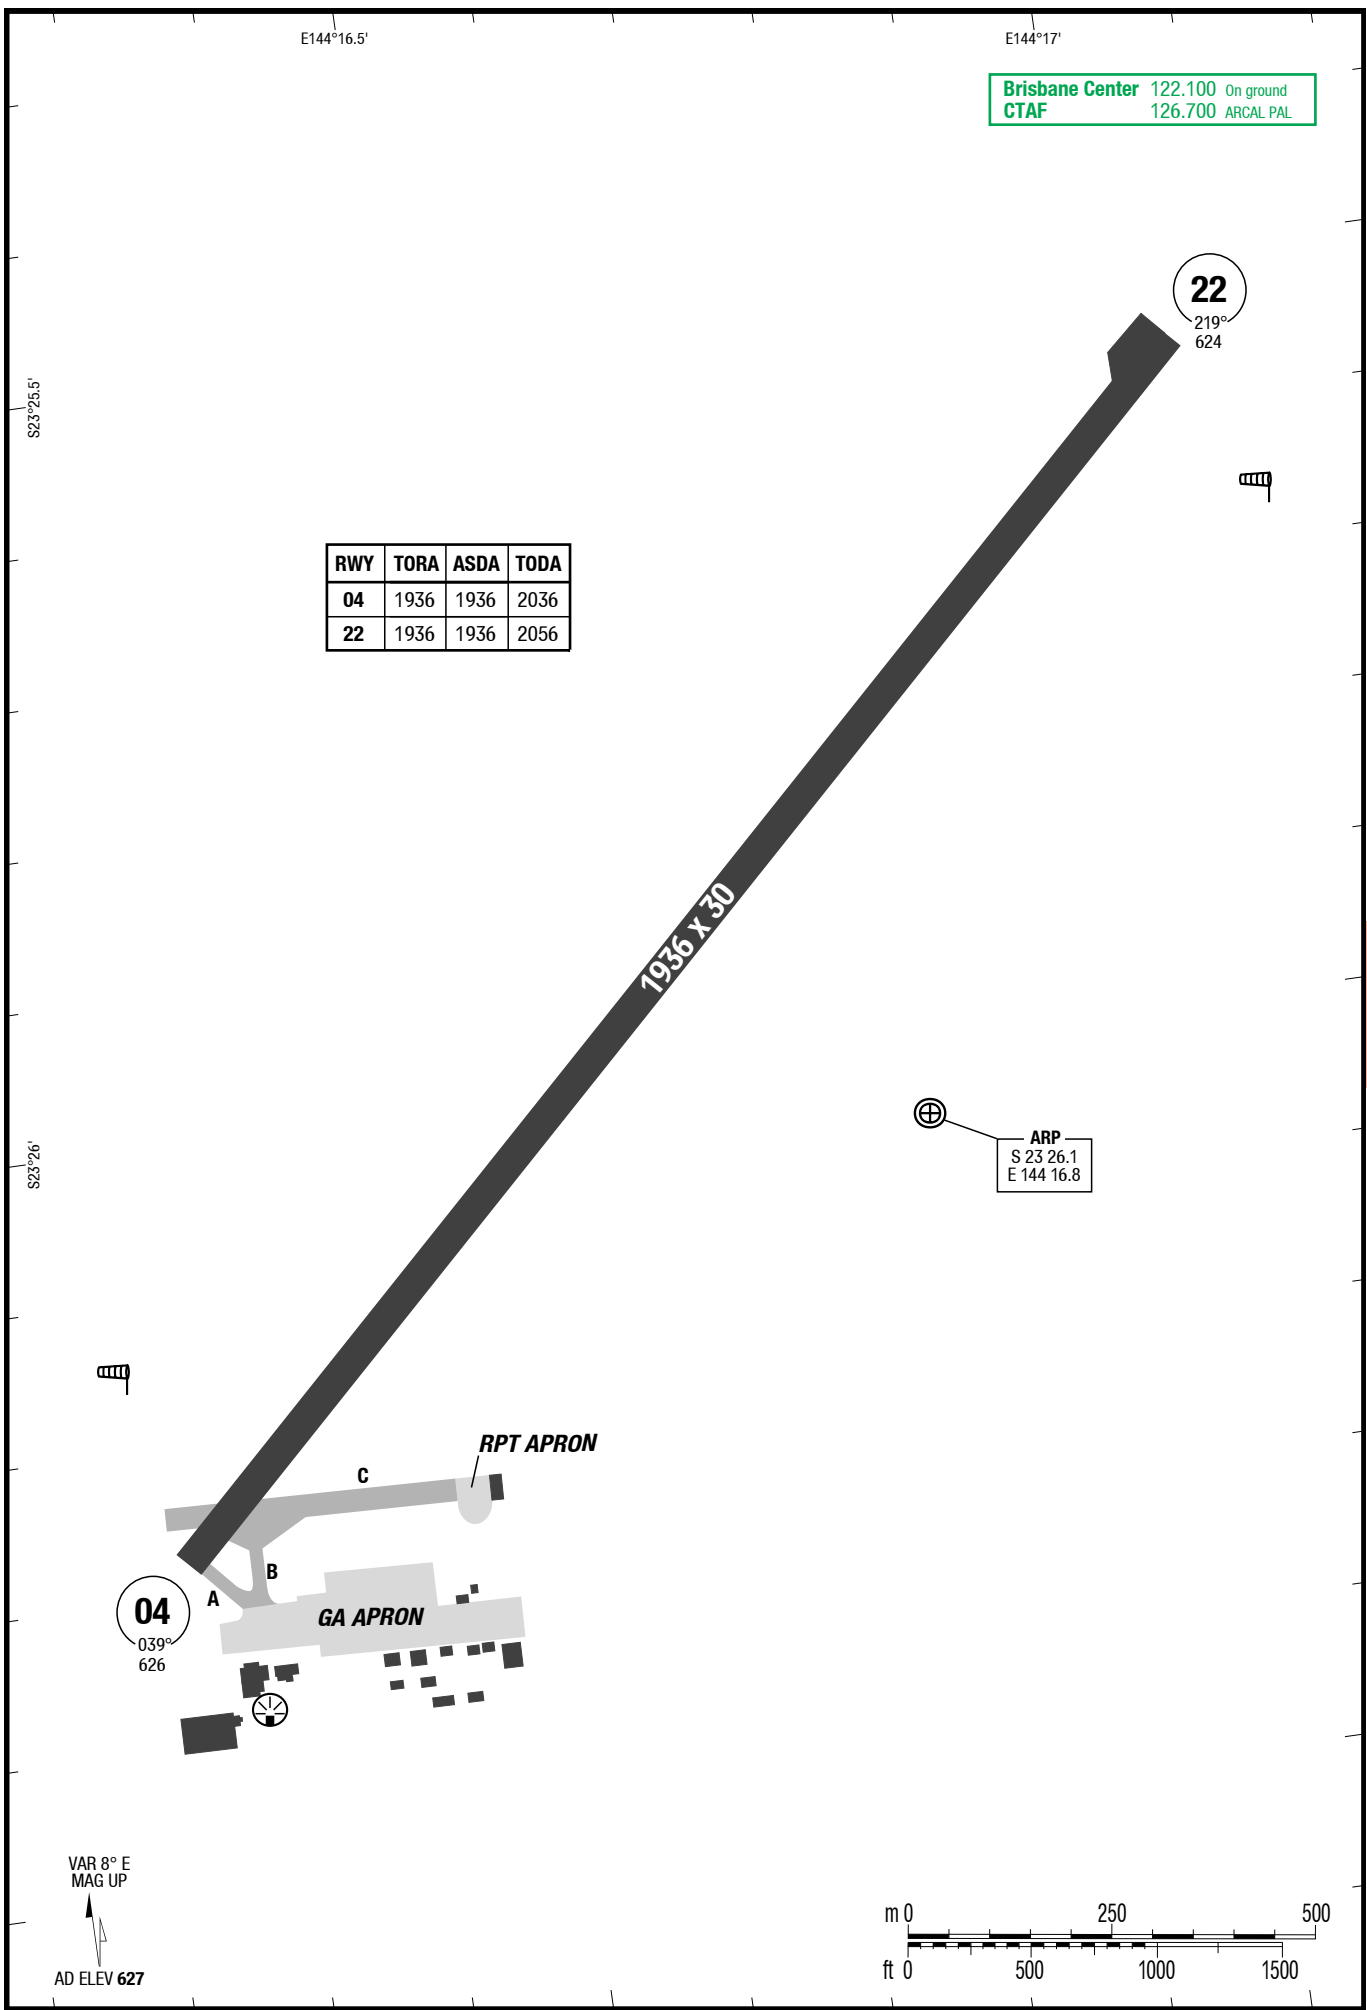 E144°16.5'
E144°17'
Brisbane Center 122.100 On ground
CTAF 126.700 ARCAL PAL
22
219°
624
S23°25.5'
RWY TORA ASDA TODA
04 1936 1936 2036
22 1936 1936 2056
1936 x 30
ARP
S 23 26.1
E 144 16.8
S23°26'
RPT APRON
C
B
A
GA APRON
04
039°
626
VAR 8° E
MAG UP
AD ELEV 627
m 0 250 500
ft 0 500 1000 1500